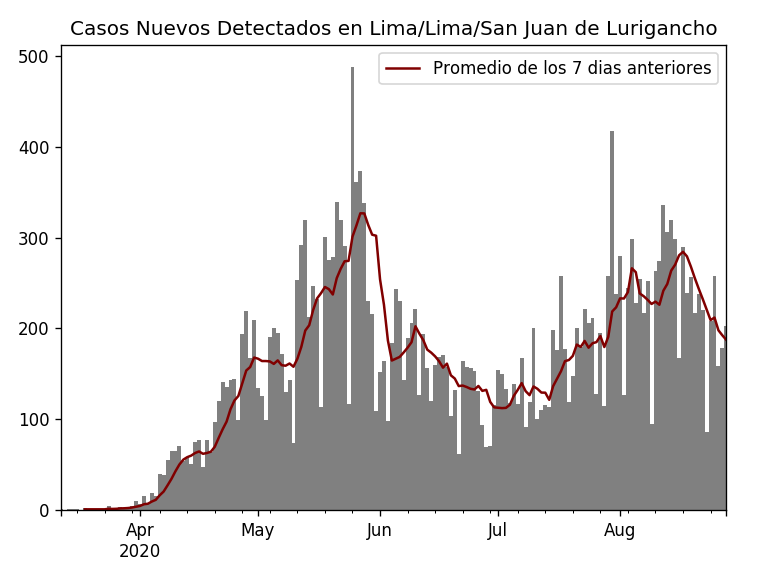 Casos Nuevos Detectados en Lima/Lima/San Juan de Lurigancho
Promedio de los 7 dias anteriores
500
400
300
200
100
0
Apr
2020
May
Jun
Jul
Aug